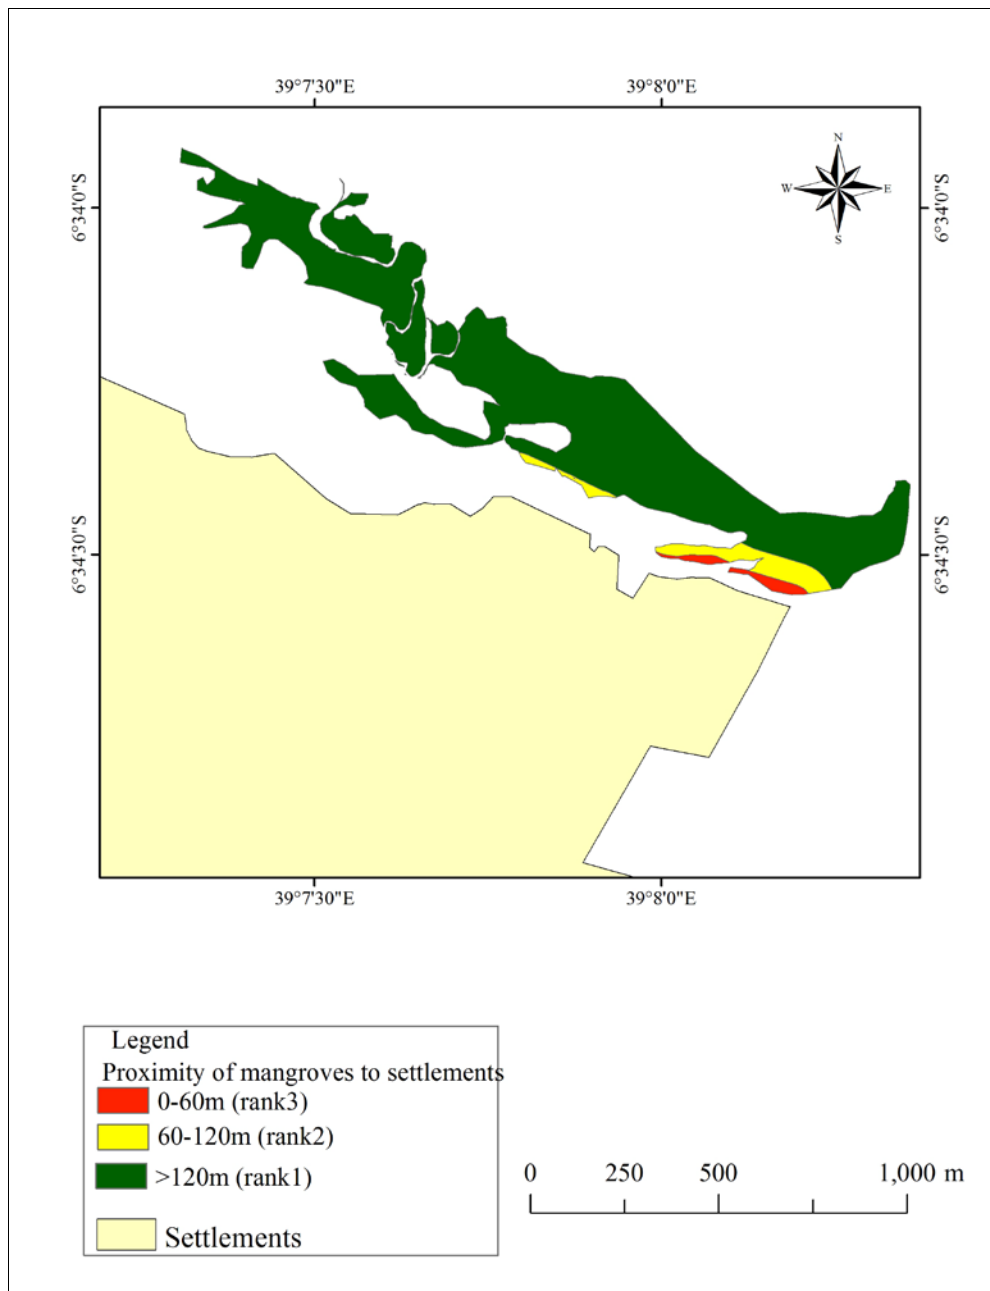 39°7'30"E 39°8'0"E
N
W E
S
6°34'0"S 6°34'0"S
6°34'30"S 6°34'30"S
39°7'30"E 39°8'0"E
Legend
Proximity of mangroves to settlements
0-60m (rank3)
60-120m (rank2)
>120m (rank1)
Settlements
0 250 500 1,000 m